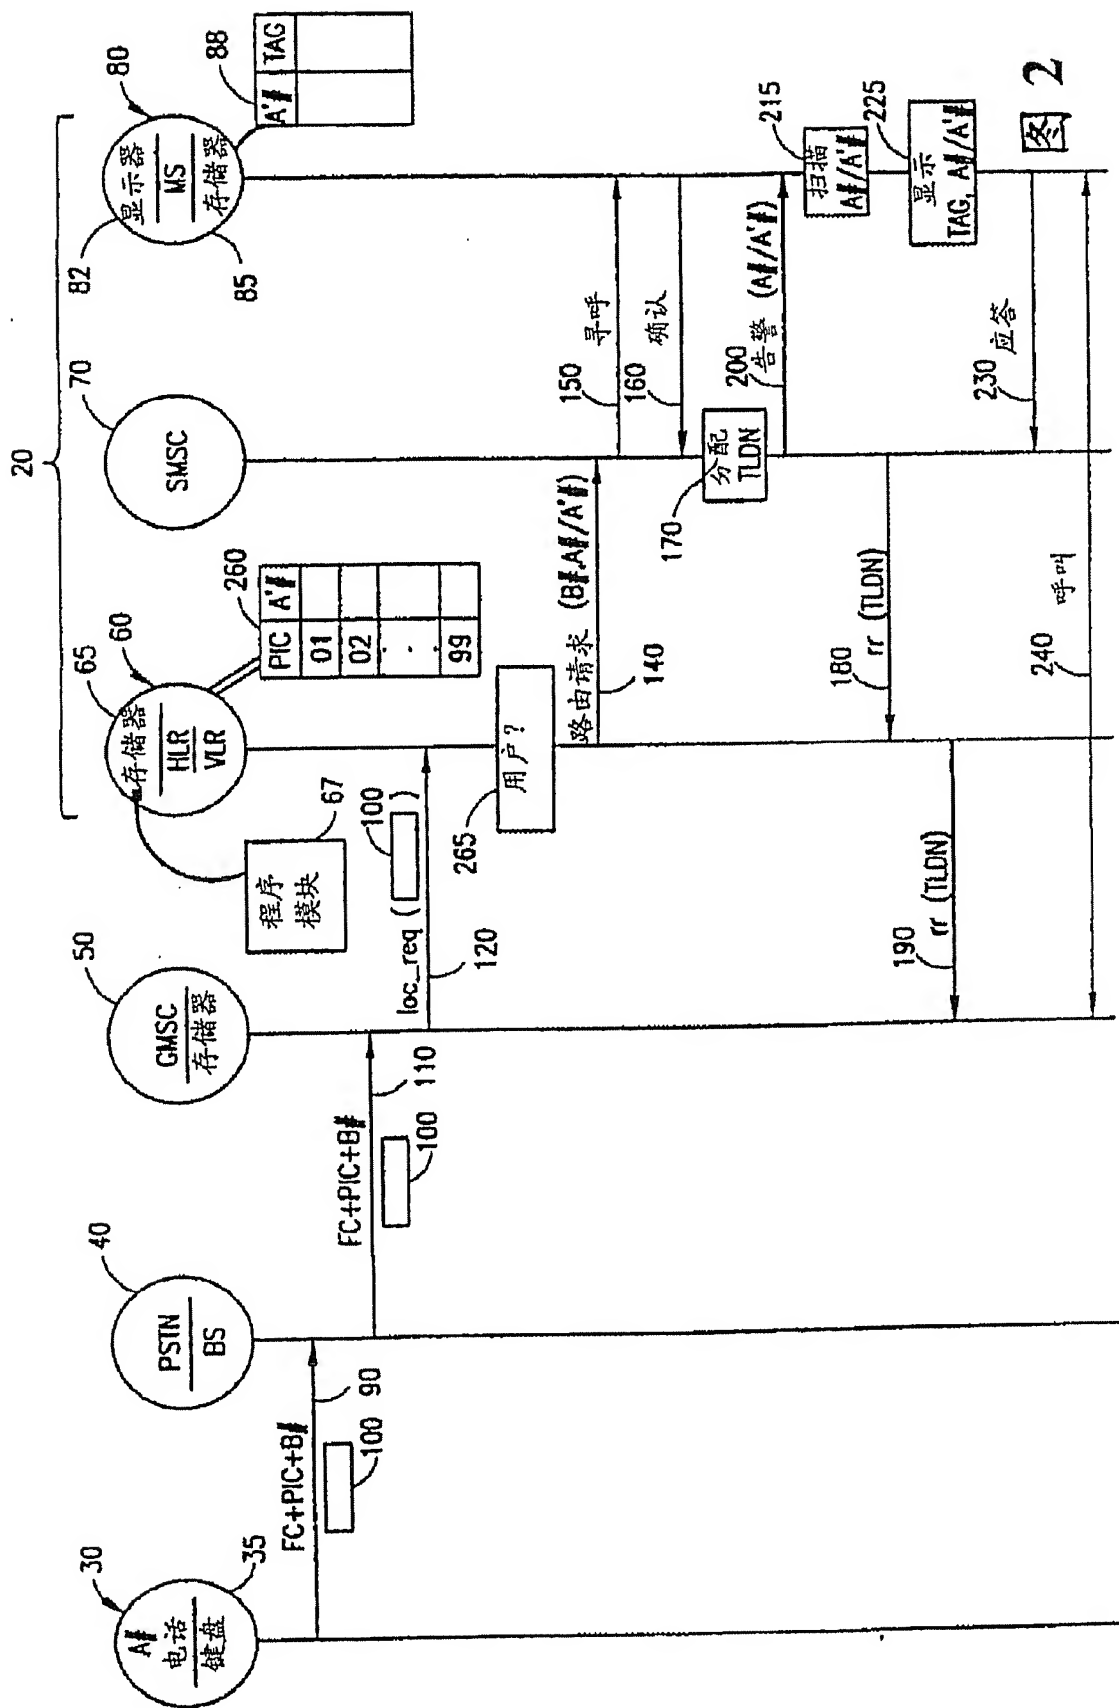 20
30
A#
电话
键盘
35
40
PSTN
BS
50
GMSC
存储器
65
60
存储器
HLR
VLR
70
SMSC
82
80
显示器
MS
存储器
85
67
程序
模块
260
PIC A'#
01
02
.
.
99
88
A'# TAG
FC+PIC+B#
90
100
FC+PIC+B#
110
100
loc_req ( 100 )
120
265
用户?
路由请求 (B#,A#/A'#)
140
150
寻呼
160
确认
170
分配
TLDN
200
告警 (A#/A'#)
215
扫描
A#/A'#
180
rr (TLDN)
225
显示
TAG, A#/A'#
190
rr (TLDN)
230
应答
240
呼叫
图 2